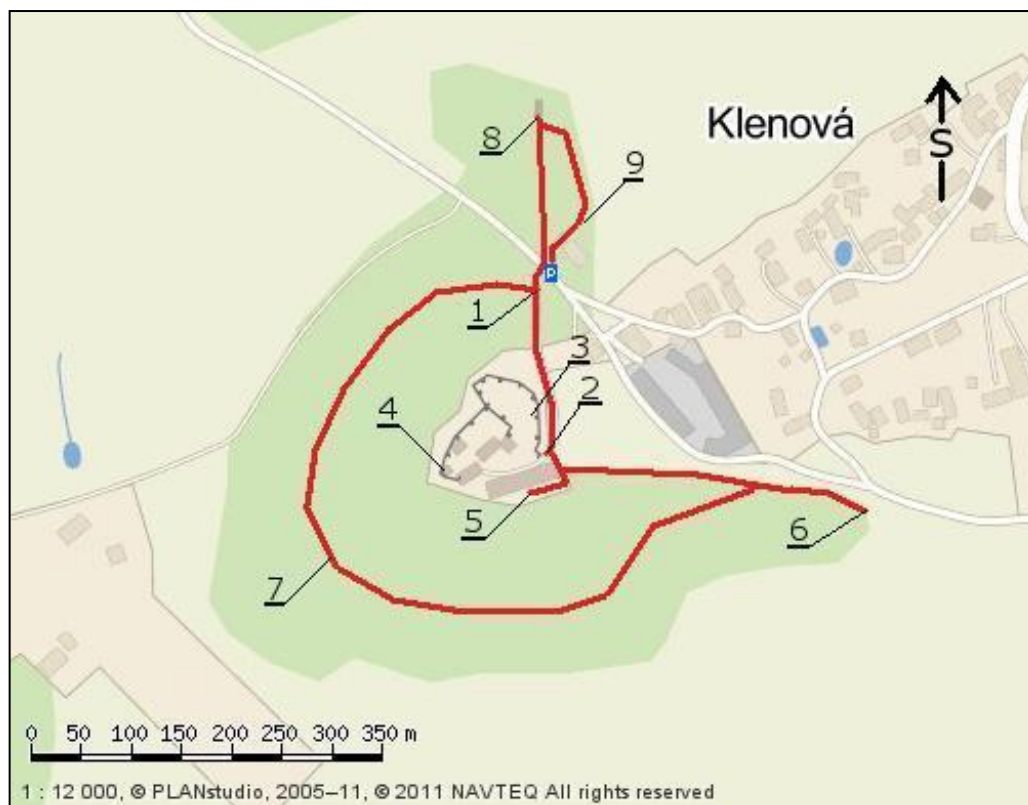 8
Klenová
S
9
P
1
3
2
4
5
6
7
0 50 100 150 200 250 300 350 m
1 : 12 000, © PLANstudio, 2005–11, © 2011 NAVTEQ All rights reserved